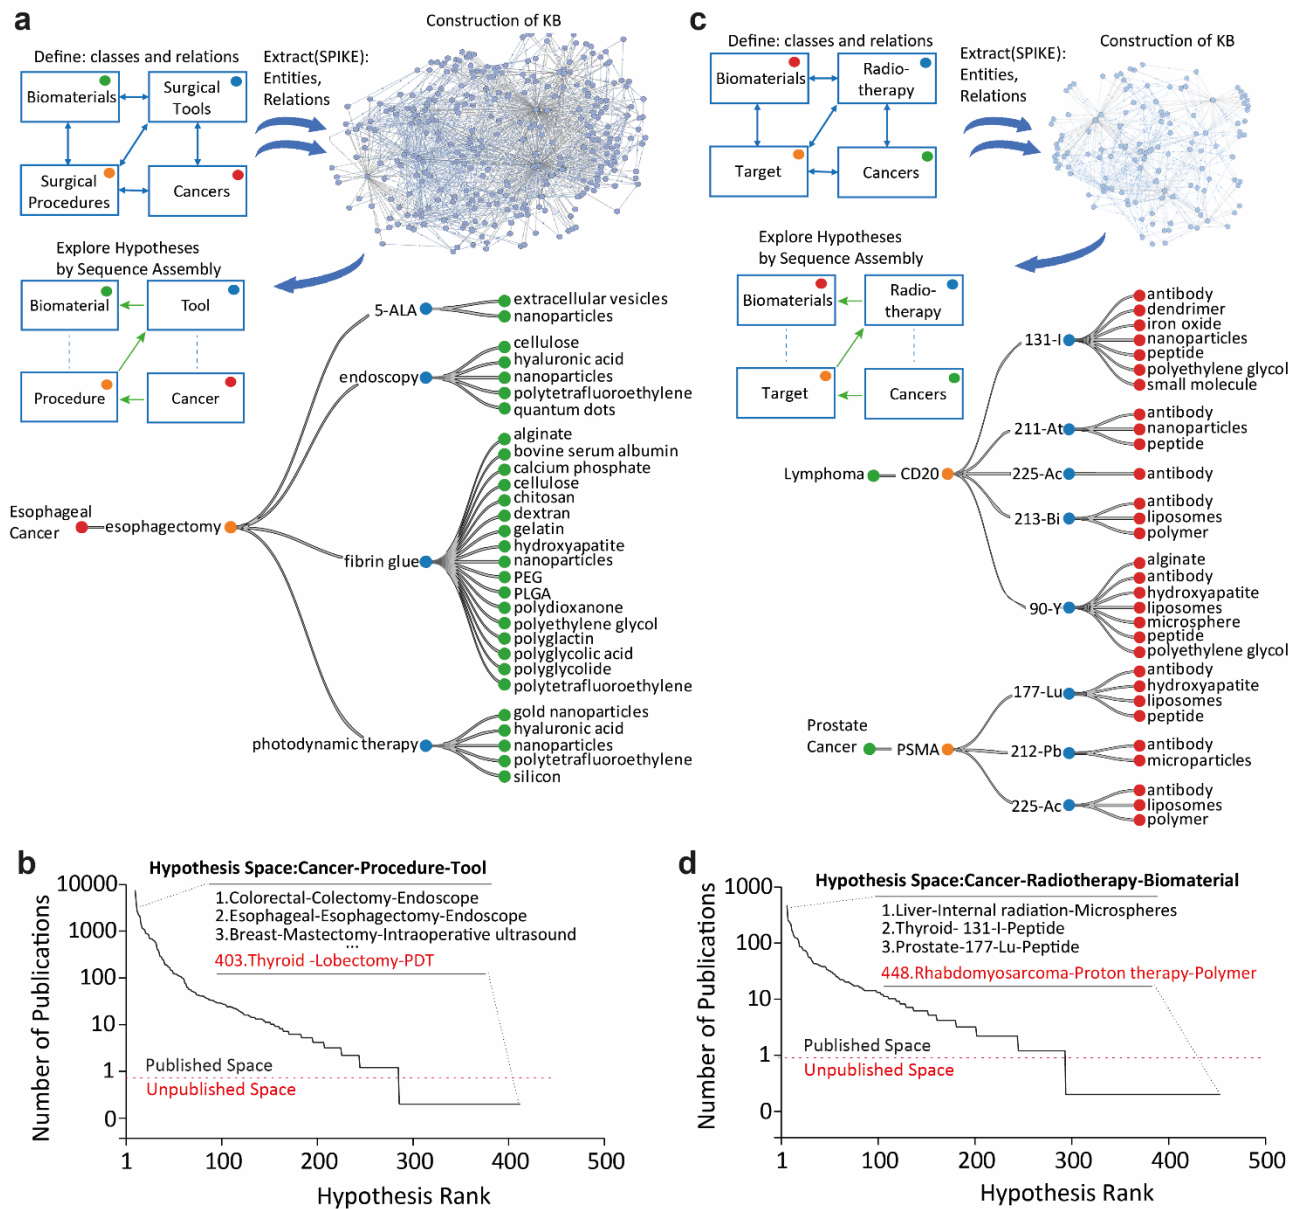 a
Construction of KB
Define: classes and relations
Extract(SPIKE):
Entities,
Relations
Biomaterials
Surgical
Tools
Surgical
Procedures
Cancers
Explore Hypotheses
by Sequence Assembly
Biomaterial
Tool
Procedure
Cancer
Esophageal
Cancer
esophagectomy
5-ALA
extracellular vesicles
nanoparticles
endoscopy
cellulose
hyaluronic acid
nanoparticles
polytetrafluroethylene
quantum dots
fibrin glue
alginate
bovine serum albumin
calcium phosphate
cellulose
chitosan
dextran
gelatin
hydroxyapatite
nanoparticles
PEG
PLGA
polydioxanone
polyethylene glycol
polyglactin
polyglycolic acid
polyglycolide
polytetrafluoroethylene
photodynamic therapy
gold nanoparticles
hyaluronic acid
nanoparticles
polytetrafluoroethylene
silicon
c
Construction of KB
Define: classes and relations
Extract(SPIKE):
Entities,
Relations
Biomaterials
Radio-
therapy
Target
Cancers
Explore Hypotheses
by Sequence Assembly
Biomaterials
Radio-
therapy
Target
Cancers
Lymphoma
CD20
131-I
antibody
dendrimer
iron oxide
nanoparticles
peptide
polyethylene glycol
small molecule
211-At
antibody
nanoparticles
peptide
225-Ac
antibody
213-Bi
antibody
liposomes
polymer
90-Y
alginate
antibody
hydroxyapatite
liposomes
microsphere
peptide
polyethylene glycol
Prostate
Cancer
PSMA
177-Lu
antibody
hydroxyapatite
liposomes
peptide
212-Pb
antibody
microparticles
225-Ac
antibody
liposomes
polymer
b
Hypothesis Space:Cancer-Procedure-Tool
1.Colorectal-Colectomy-Endoscope
2.Esophageal-Esophagectomy-Endoscope
3.Breast-Mastectomy-Intraoperative ultrasound
...
403.Thyroid -Lobectomy-PDT
Number of Publications
10000
1000
100
10
1
0
Published Space
Unpublished Space
1 100 200 300 400 500
Hypothesis Rank
d
Hypothesis Space:Cancer-Radiotherapy-Biomaterial
1.Liver-Internal radiation-Microspheres
2.Thyroid- 131-I-Peptide
3.Prostate-177-Lu-Peptide
448.Rhabdomyosarcoma-Proton therapy-Polymer
Number of Publications
1000
100
10
1
0
Published Space
Unpublished Space
1 100 200 300 400 500
Hypothesis Rank